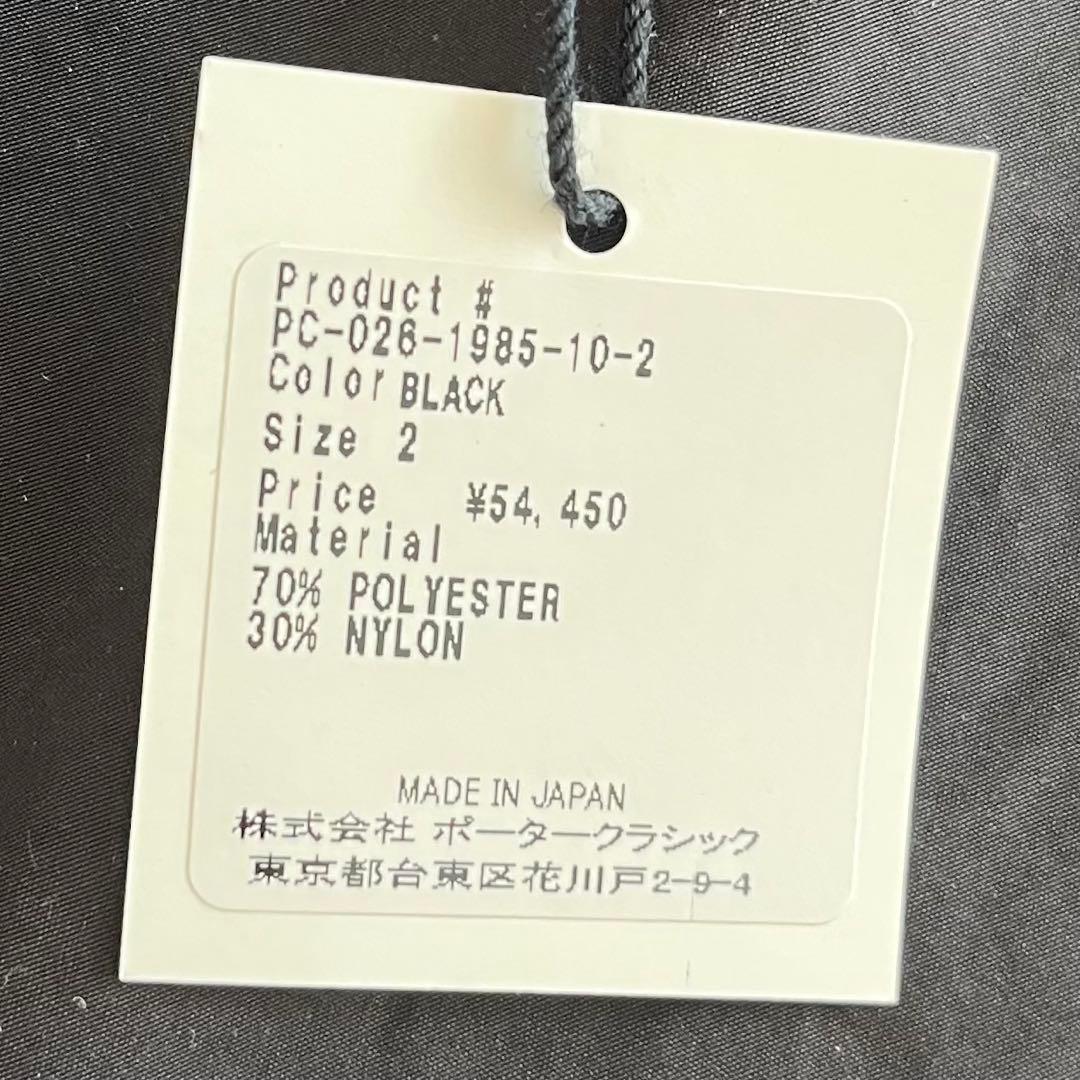 Product #
PC-026-1985-10-2
Color BLACK
Size 2
Price ¥54,450
Material
70% POLYESTER
30% NYLON
MADE IN JAPAN
株式会社 ポータークラシック
東京都台東区花川戸2-9-4